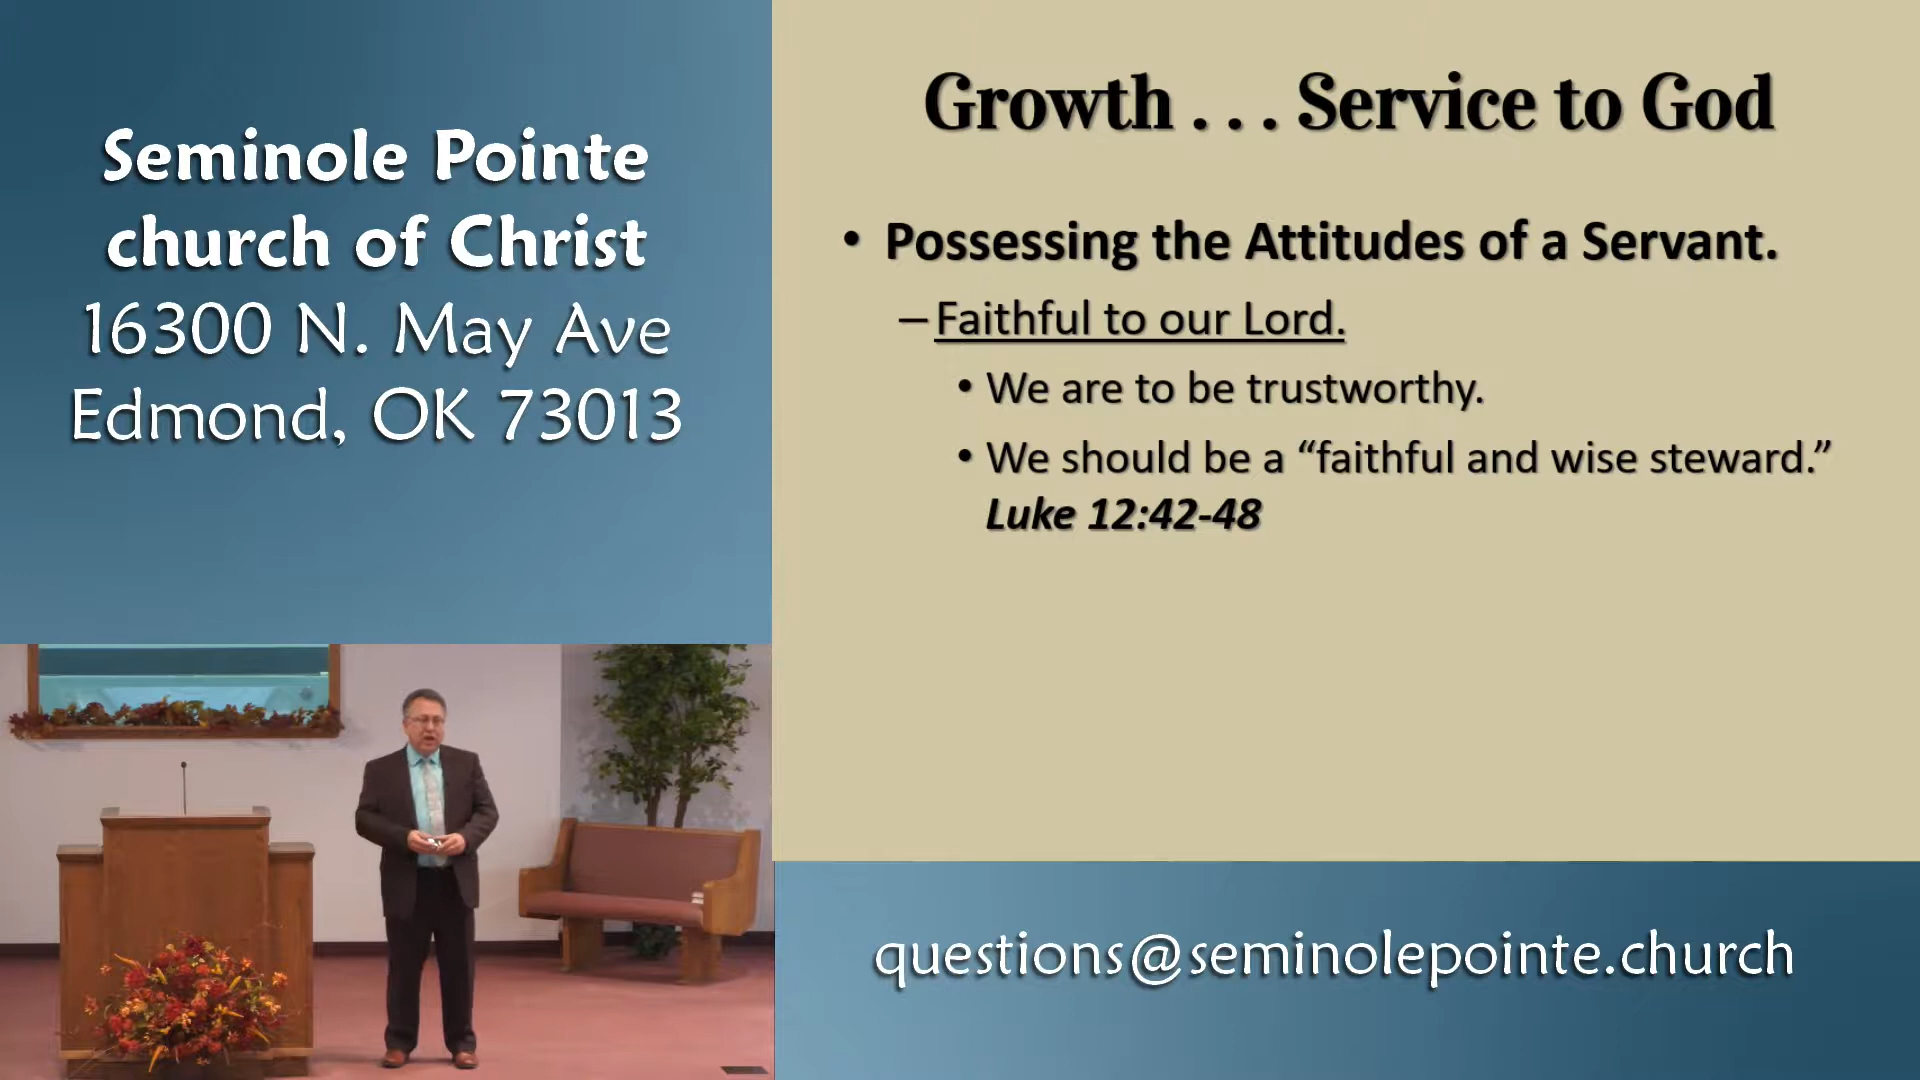 Seminole Pointe
church of Christ
16300 N. May Ave
Edmond, OK 73013
Growth . . . Service to God
• Possessing the Attitudes of a Servant.
– Faithful to our Lord.
• We are to be trustworthy.
• We should be a “faithful and wise steward.”
Luke 12:42-48
questions@seminolepointe.church